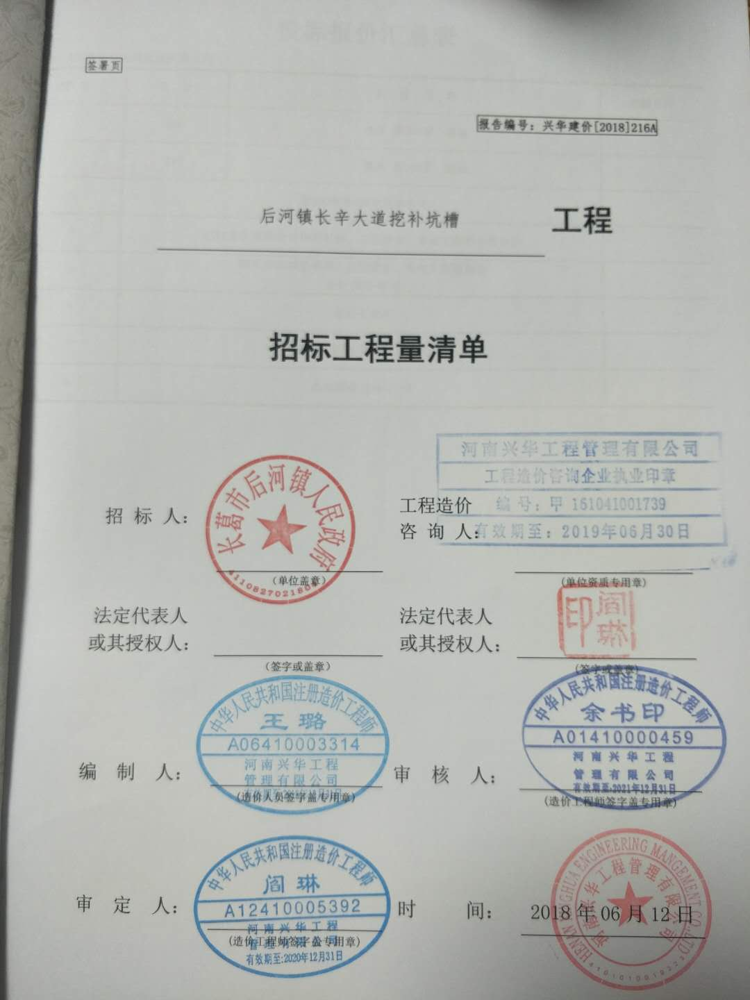 签署页
报告编号：兴华建价[2018]216A
后河镇长辛大道挖补坑槽 工程
招标工程量清单
河南兴华工程管理有限公司
工程造价咨询企业执业印章
编号：甲 161041001739
有效期至：2019年06月30日
招标人：
长葛市后河镇人民政府
（单位盖章）
工程造价
咨询人：
（单位资质专用章）
法定代表人
或其授权人：
（签字或盖章）
法定代表人
或其授权人：
阎琳印
（签字或盖章）
编制人：
中华人民共和国注册造价工程师
王璐
A06410003314
河南兴华工程
管理有限公司
（造价人员签字盖专用章）
审核人：
中华人民共和国注册造价工程师
余书印
A01410000459
河南兴华工程
管理有限公司
有效期至:2021年12月31日
（造价工程师签字盖专用章）
审定人：
中华人民共和国注册造价工程师
阎琳
A12410005392
河南兴华工程
管理有限公司
（造价工程师签字盖专用章）
有效期至:2020年12月31日
时间： 2018年06月12日
HENAN XINGHUA ENGINEERING MANGEMENT CO.,LTD
河南兴华工程管理有限公司